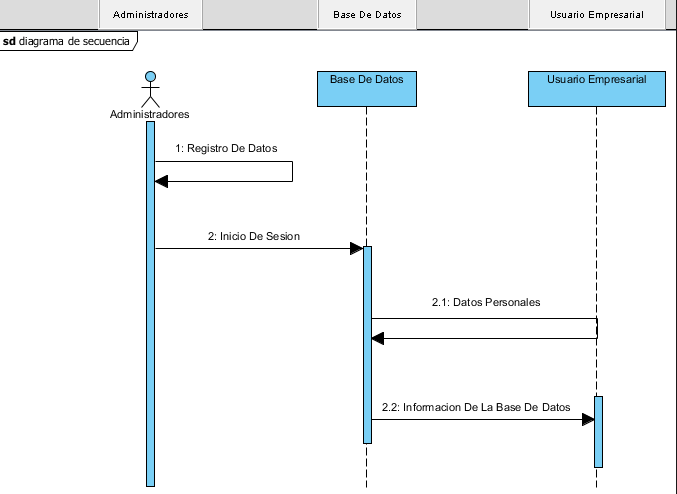 Administradores
Base De Datos
Usuario Empresarial
sd diagrama de secuencia
Base De Datos
Usuario Empresarial
Administradores
1: Registro De Datos
2: Inicio De Sesion
2.1: Datos Personales
2.2: Informacion De La Base De Datos